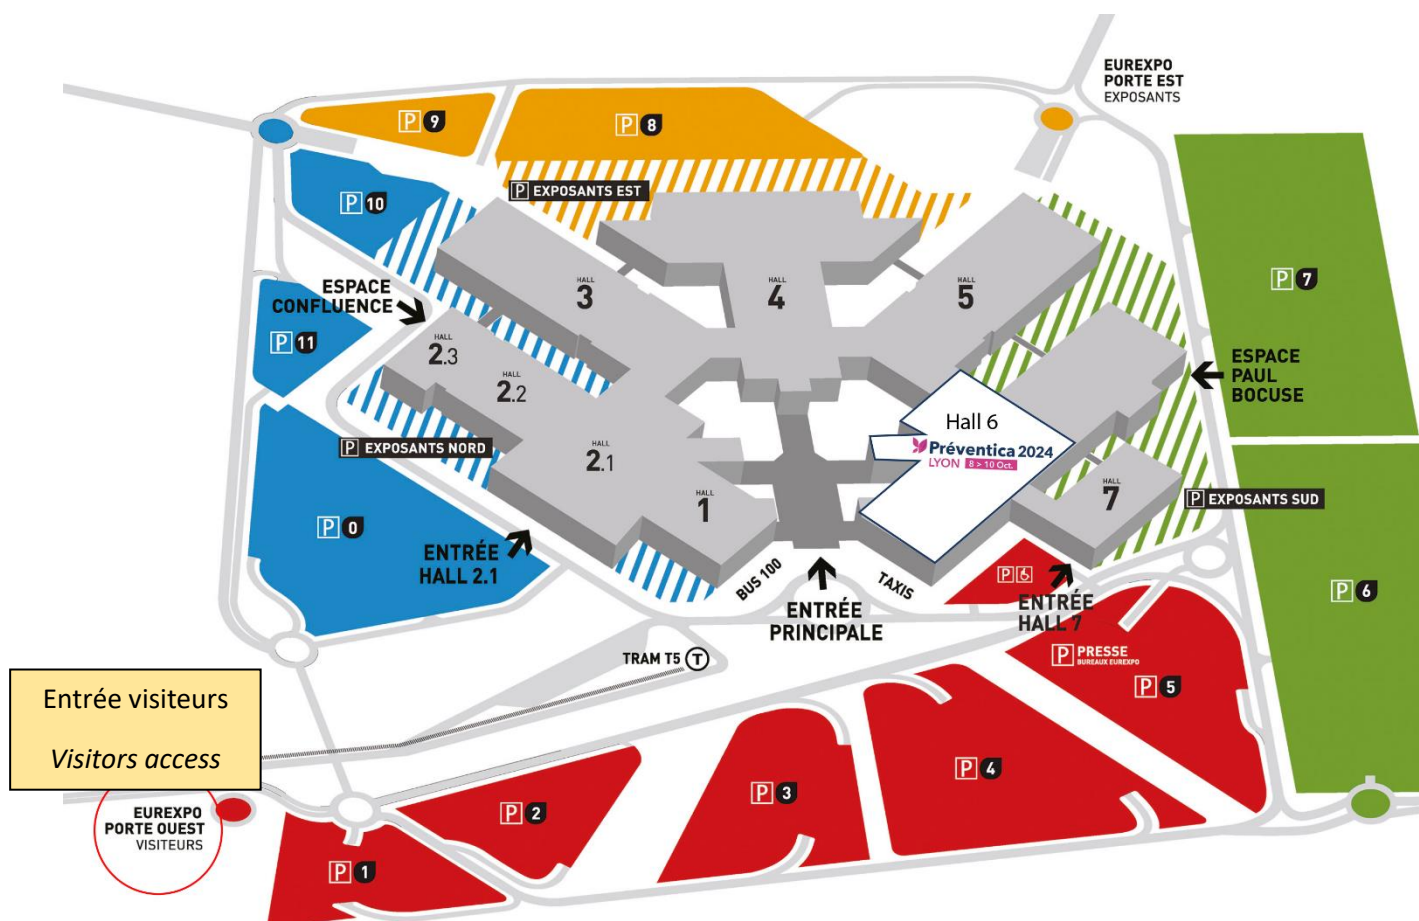 EUREXPO
PORTE EST
EXPOSANTS
P 9
P 8
P EXPOSANTS EST
P 10
P 7
HALL
3
HALL
4
HALL
5
ESPACE
CONFLUENCE
P 11
HALL
2.3
HALL
2.2
ESPACE
PAUL
BOCUSE
Hall 6
Préventica 2024
LYON 8 > 10 Oct.
P EXPOSANTS NORD
HALL
2.1
HALL
1
HALL
7
P EXPOSANTS SUD
P 0
ENTRÉE
HALL 2.1
BUS 100
TAXIS
P
ENTRÉE
PRINCIPALE
ENTRÉE
HALL 7
P 6
TRAM T5 T
P PRESSE
BUREAUX EUREXPO
P 5
Entrée visiteurs
Visitors access
P 4
P 3
P 2
EUREXPO
PORTE OUEST
VISITEURS
P 1